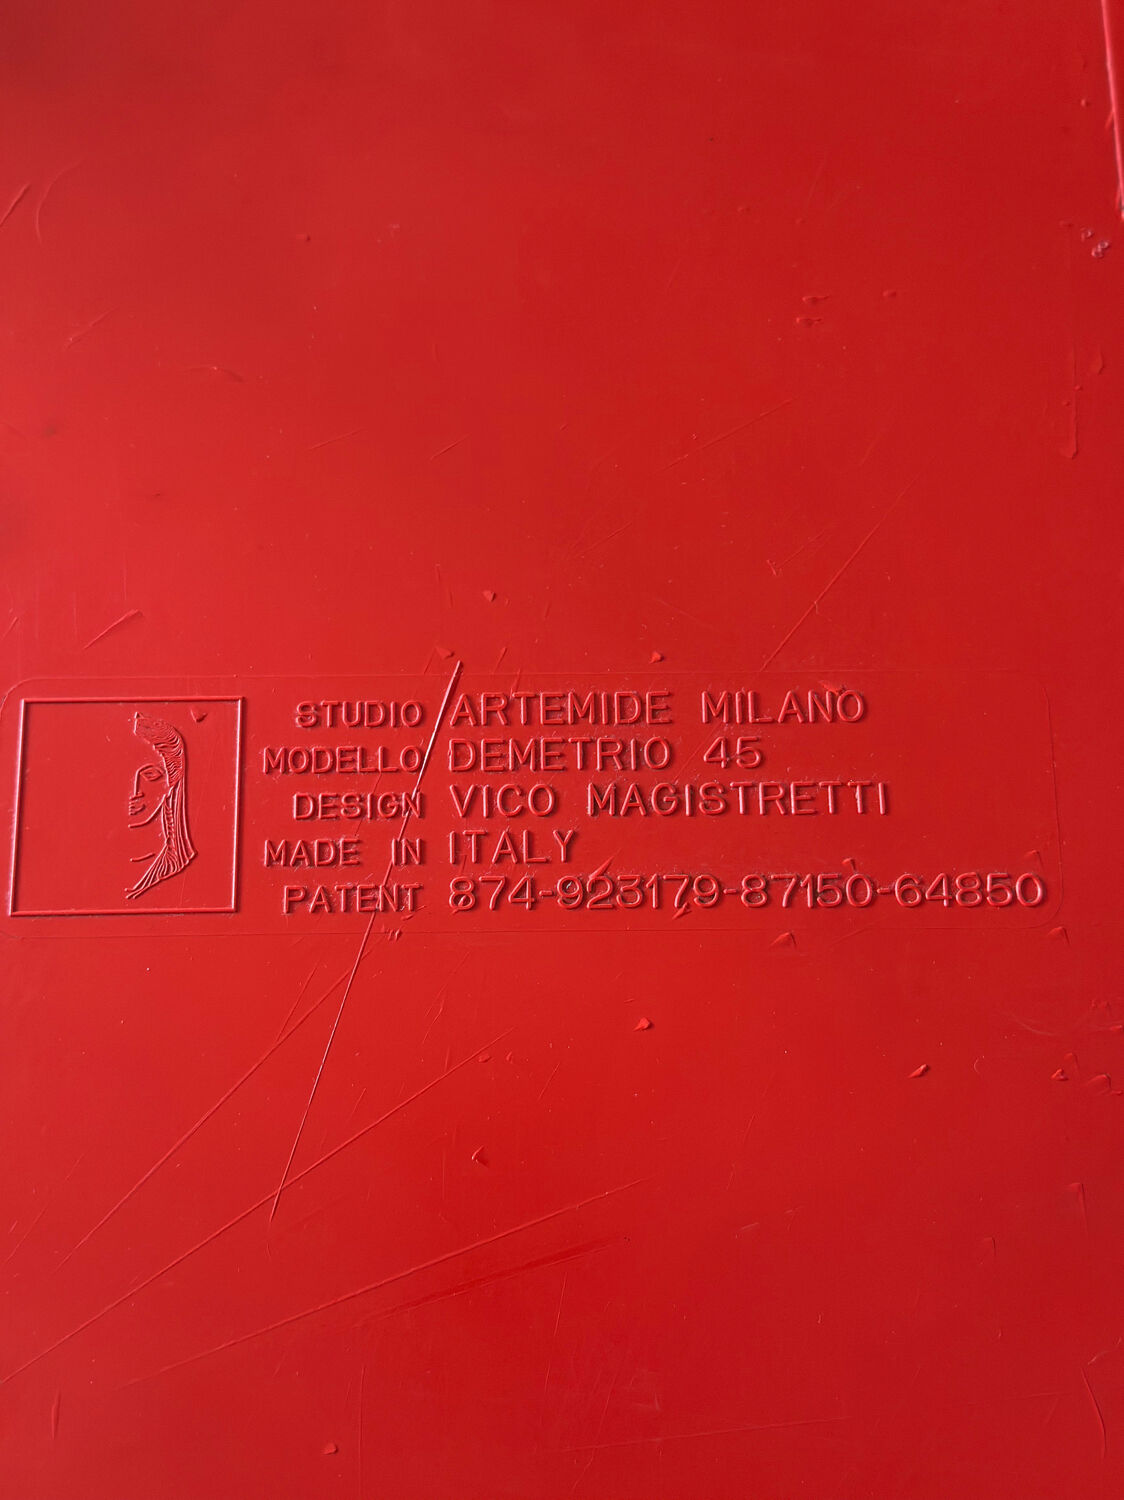 STUDIO ARTEMIDE MILANO
MODELLO DEMETRIO 45
DESIGN VICO MAGISTRETTI
MADE IN ITALY
PATENT 874-923179-87150-64850